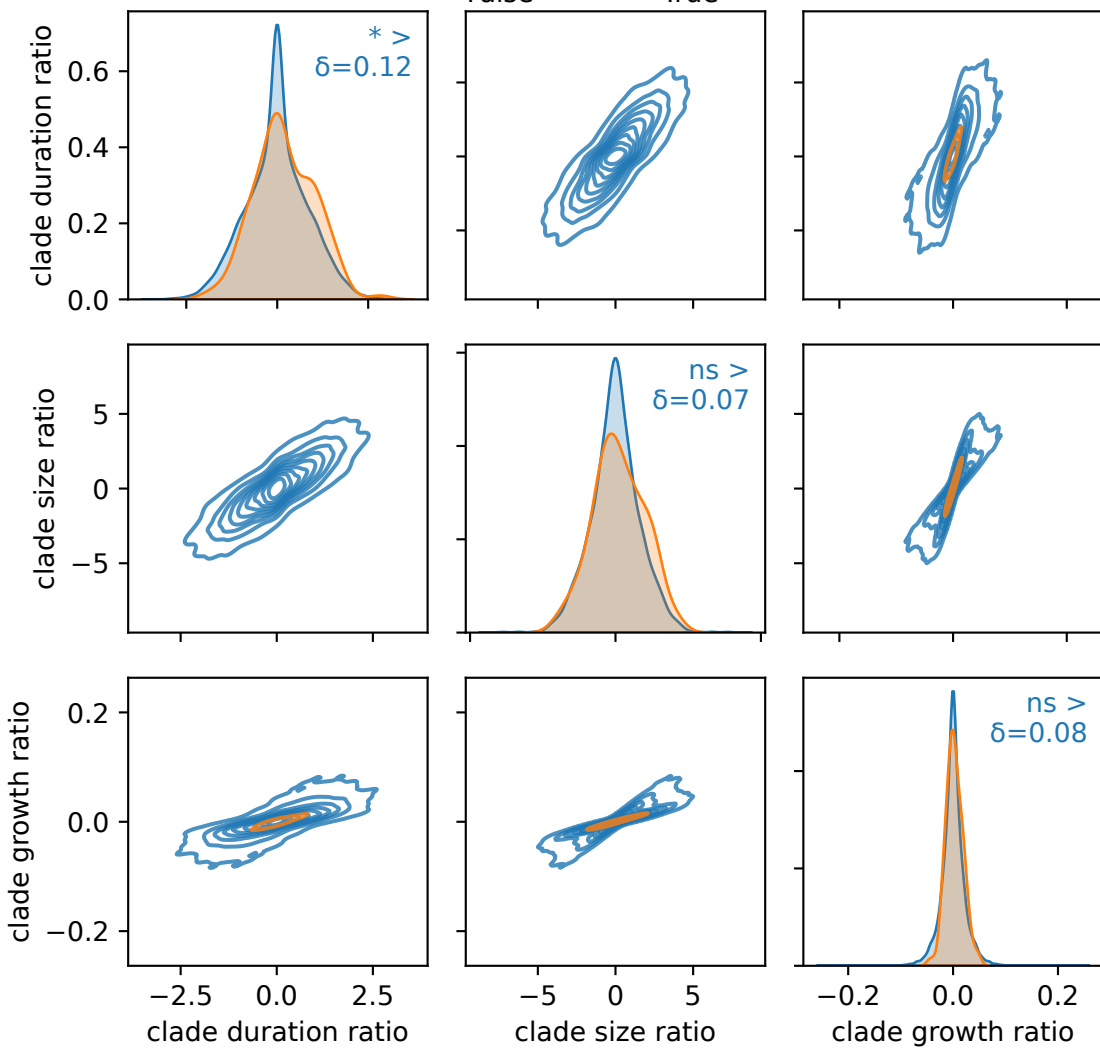 clade duration ratio
0.6
0.4
0.2
0.0
* >
δ=0.12
clade size ratio
5
0
−5
ns >
δ=0.07
clade growth ratio
0.2
0.0
−0.2
ns >
δ=0.08
−2.5 0.0 2.5
−5 0 5
−0.2 0.0 0.2
clade duration ratio
clade size ratio
clade growth ratio